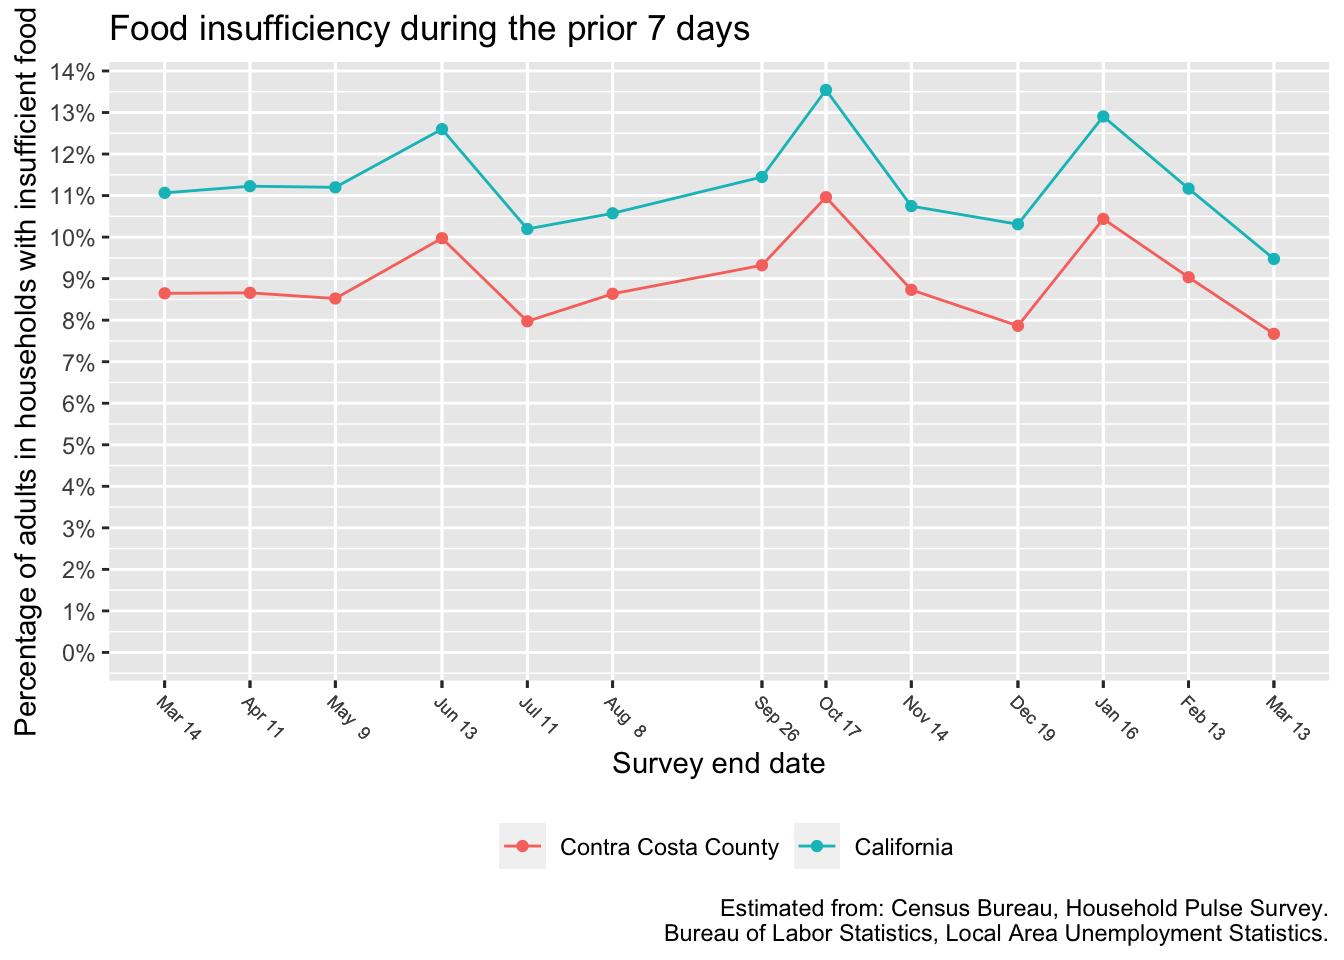 Food insufficiency during the prior 7 days
Percentage of adults in households with insufficient food
14%
13%
12%
11%
10%
9%
8%
7%
6%
5%
4%
3%
2%
1%
0%
Mar 14
Apr 11
May 9
Jun 13
Jul 11
Aug 8
Sep 26
Oct 17
Nov 14
Dec 19
Jan 16
Feb 13
Mar 13
Survey end date
Contra Costa County
California
Estimated from: Census Bureau, Household Pulse Survey.
Bureau of Labor Statistics, Local Area Unemployment Statistics.